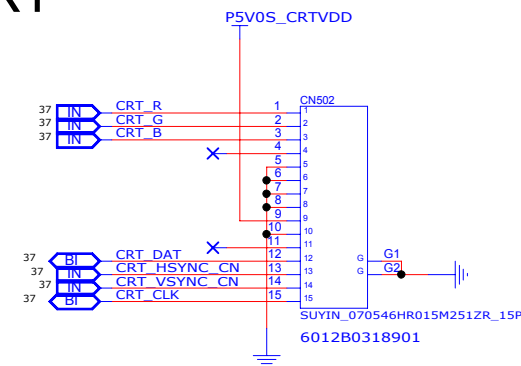 P5V0S_CRTVDD
CN502
37 IN CRT_R 1 1
37 IN CRT_G 2 2
37 IN CRT_B 3 3
4 4
5 5
6 6
7 7
8 8
9 9
10 10
11 11
37 BI CRT_DAT 12 12 G G1
37 IN CRT_HSYNC_CN 13 13 G G2
37 IN CRT_VSYNC_CN 14 14
37 BI CRT_CLK 15 15
SUYIN_070546HR015M251ZR_15P
6012B0318901